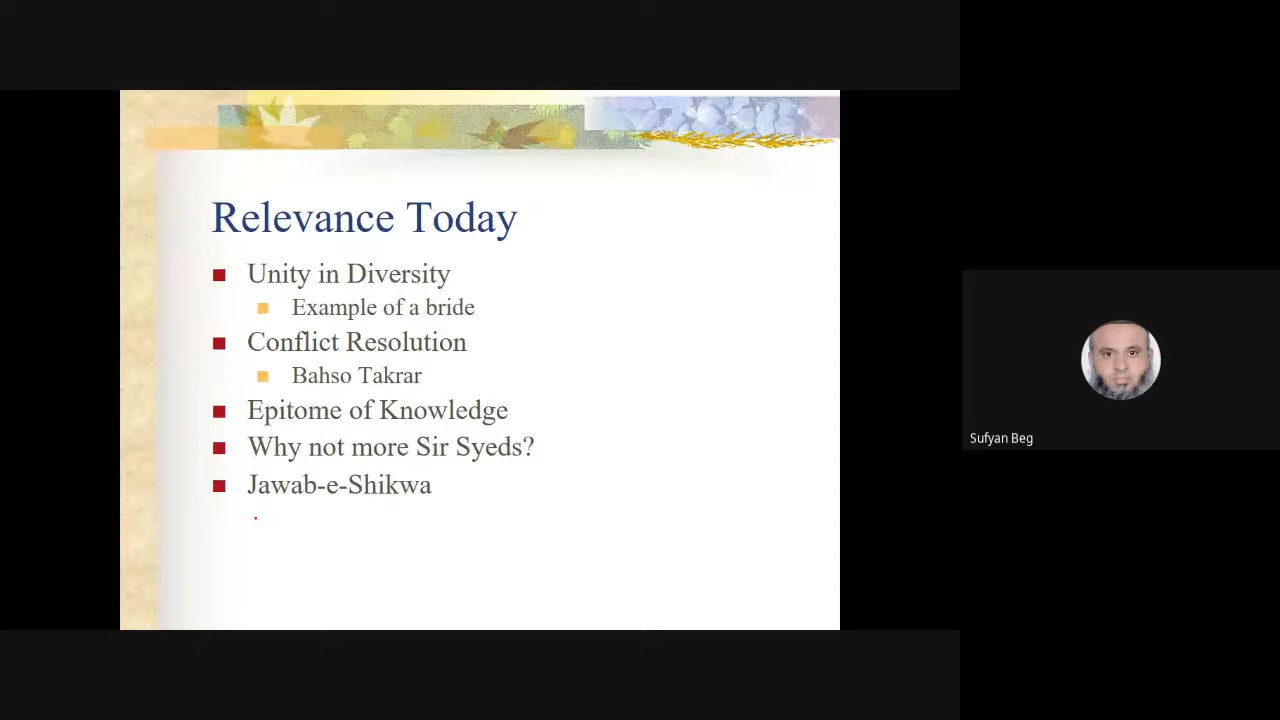 Relevance Today
Unity in Diversity
Example of a bride
Conflict Resolution
Bahso Takrar
Epitome of Knowledge
Why not more Sir Syeds?
Jawab-e-Shikwa
Sufyan Beg